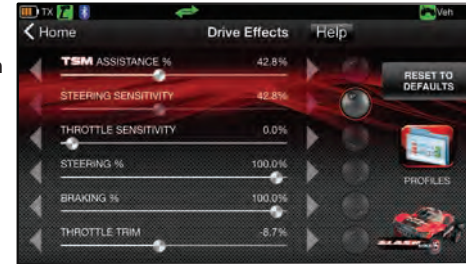 TX Veh
Home Drive Effects Help
TSM ASSISTANCE % 42.8%
RESET TO
DEFAULTS
STEERING SENSITIVITY 42.8%
THROTTLE SENSITIVITY 0.0%
STEERING % 100.0%
PROFILES
BRAKING % 100.0%
THROTTLE TRIM -8.7%
SLASH